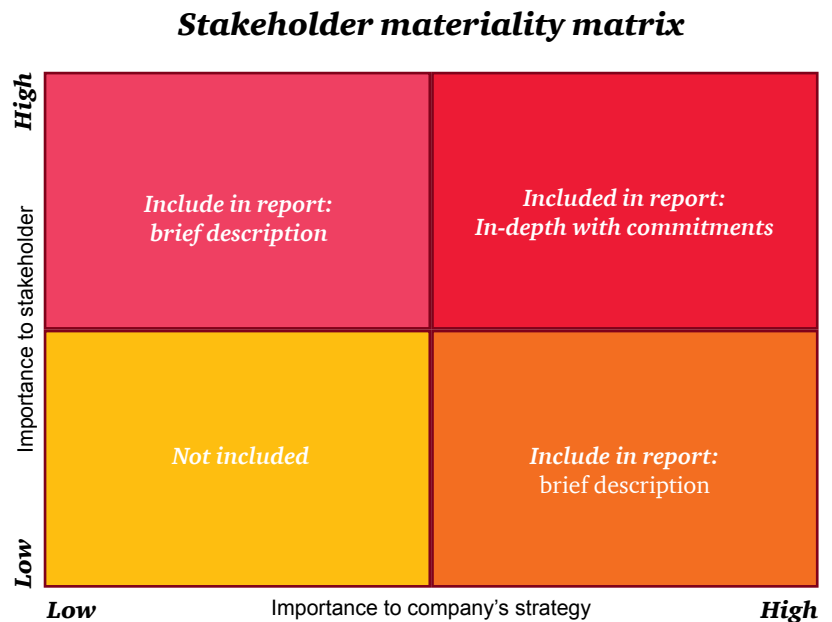 Stakeholder materiality matrix
High
Importance to stakeholder
Low
Include in report:
brief description
Included in report:
In-depth with commitments
Not included
Include in report:
brief description
Low
Importance to company's strategy
High